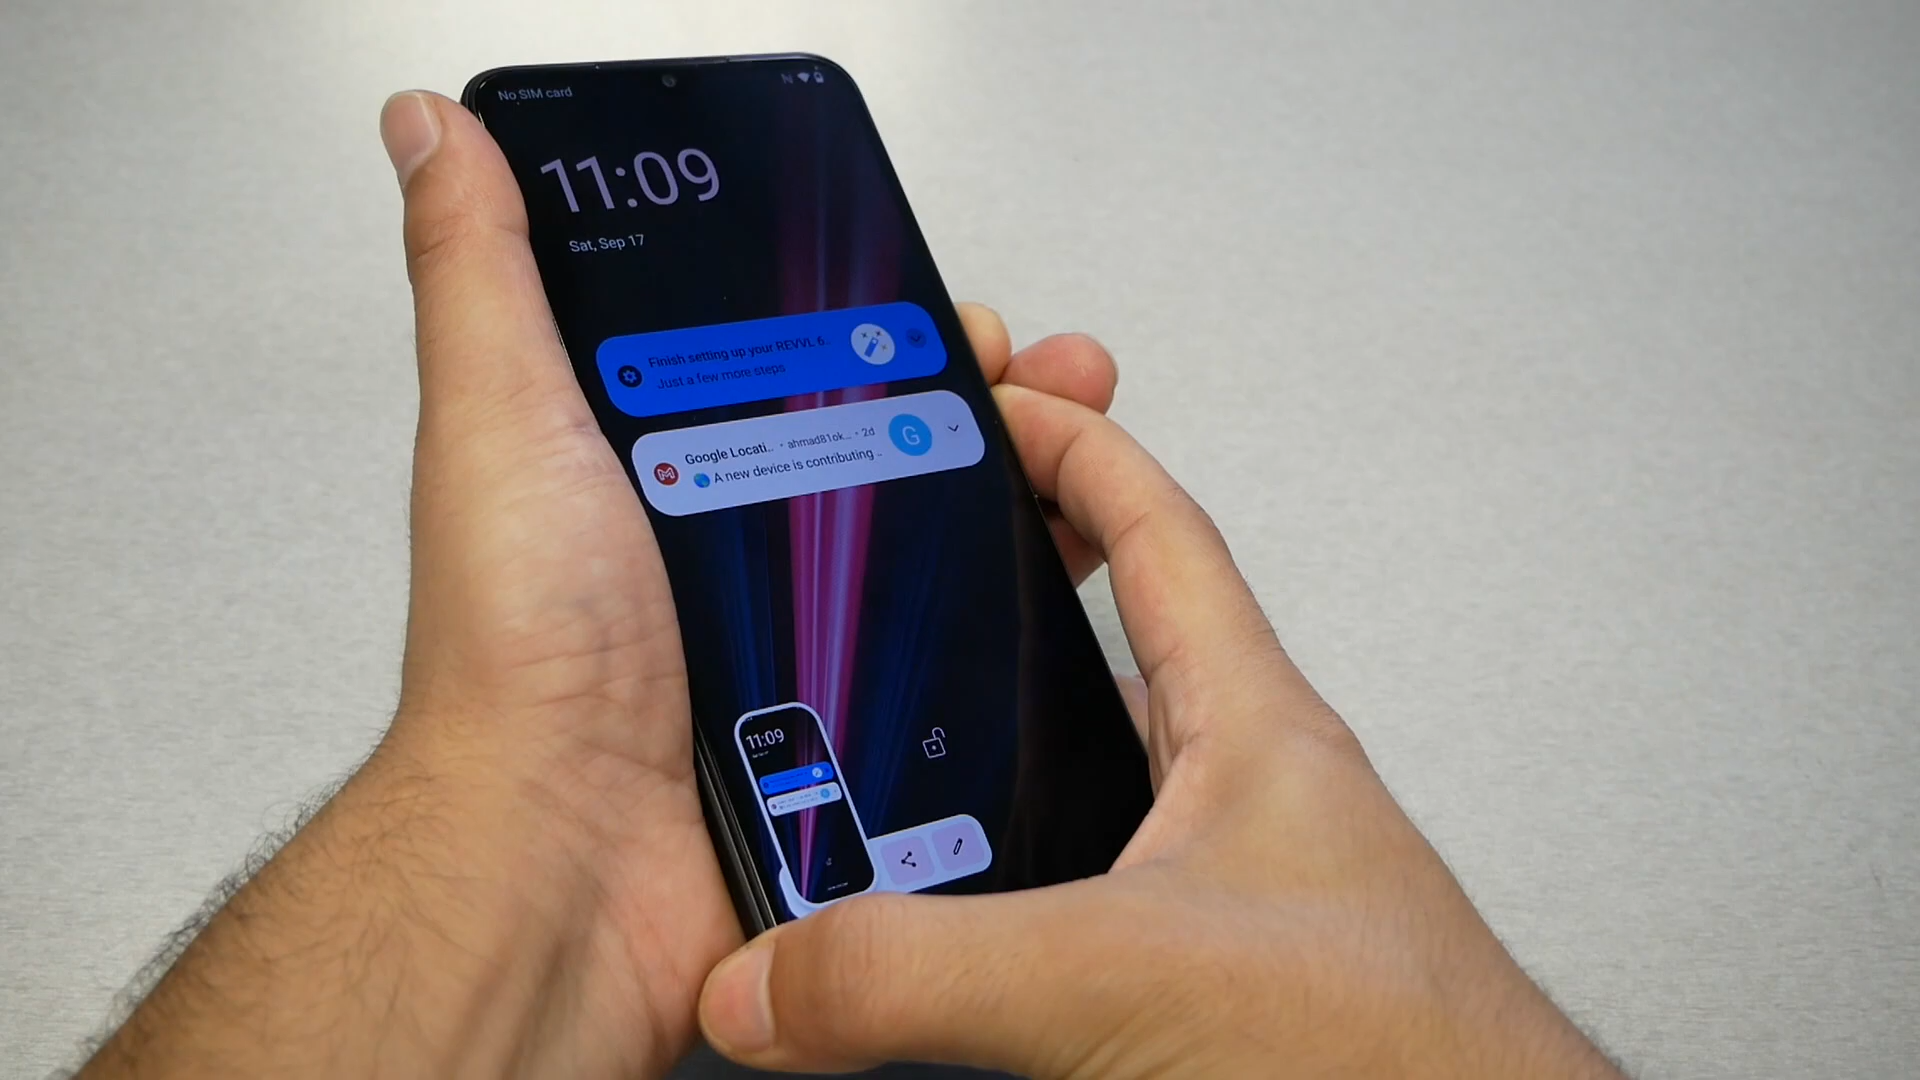 No SIM card
11:09
Sat, Sep 17
Finish setting up your REVVL 6..
Just a few more steps
Google Locati.. • ahmad81ok... • 2d
A new device is contributing ..
G
11:09